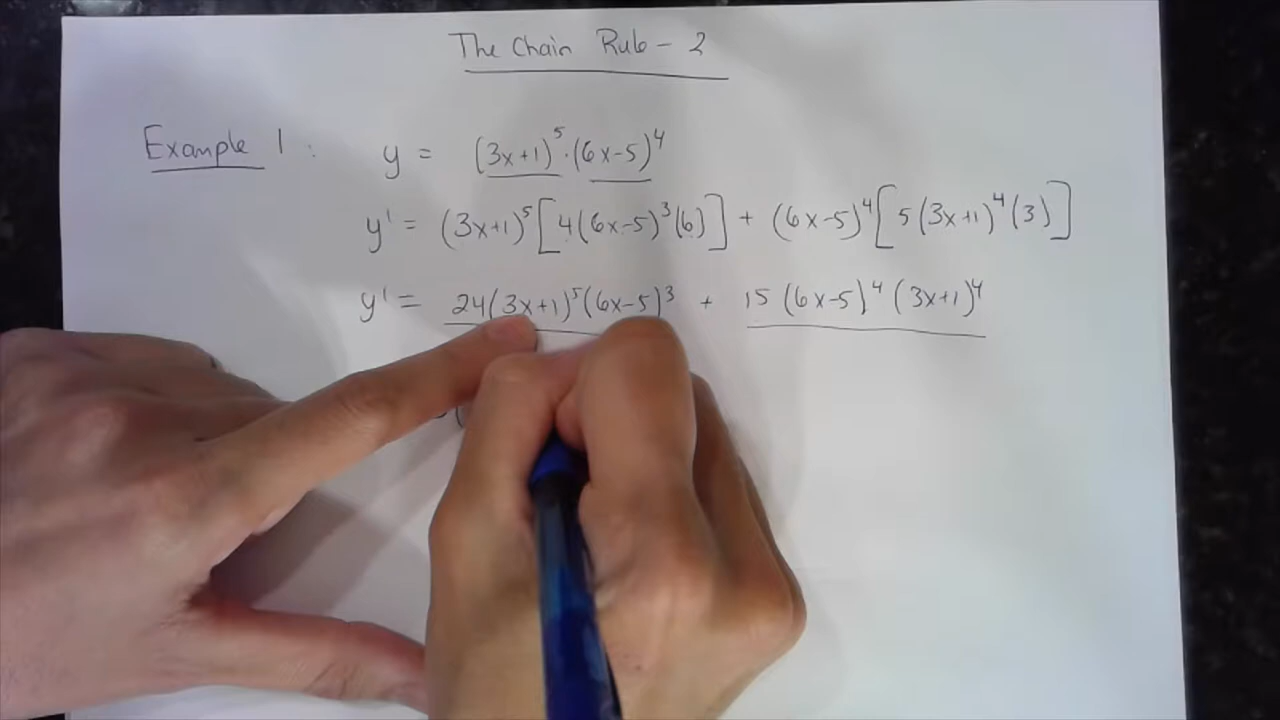 The Chain Rule - 2
Example 1 : y = (3x+1)⁵·(6x-5)⁴
y' = (3x+1)⁵[4(6x-5)³(6)] + (6x-5)⁴[5(3x+1)⁴(3)]
y' = 24(3x+1)⁵(6x-5)³ + 15(6x-5)⁴(3x+1)⁴